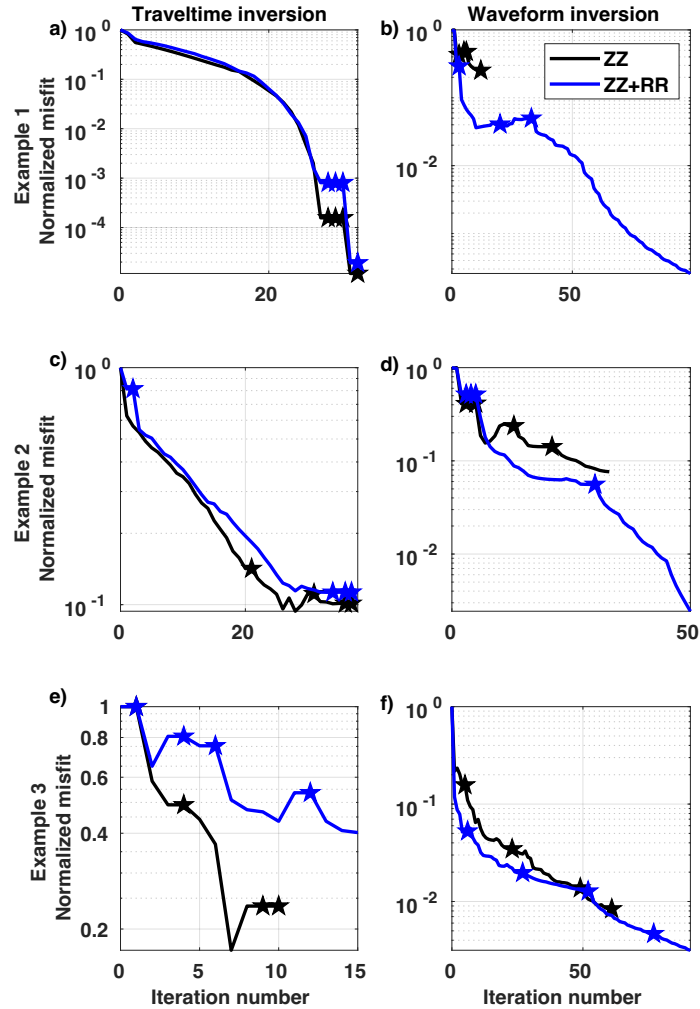 Traveltime inversion
Waveform inversion
a)
b)
ZZ
ZZ+RR
Example 1
Normalized misfit
10^0
10^-1
10^-2
10^-3
10^-4
0
20
10^0
10^-2
0
50
c)
d)
Example 2
Normalized misfit
10^0
10^-1
0
20
10^0
10^-1
10^-2
0
50
e)
f)
Example 3
Normalized misfit
1
0.8
0.6
0.4
0.2
0
5
10
15
Iteration number
10^0
10^-1
10^-2
0
50
Iteration number